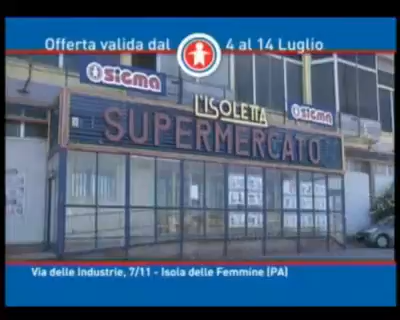 Offerta valida dal 4 al 14 Luglio
SIGMA
L'ISOLETTA
SIGMA
SUPERMERCATO
Via delle Industrie, 7/11 - Isola delle Femmine (PA)